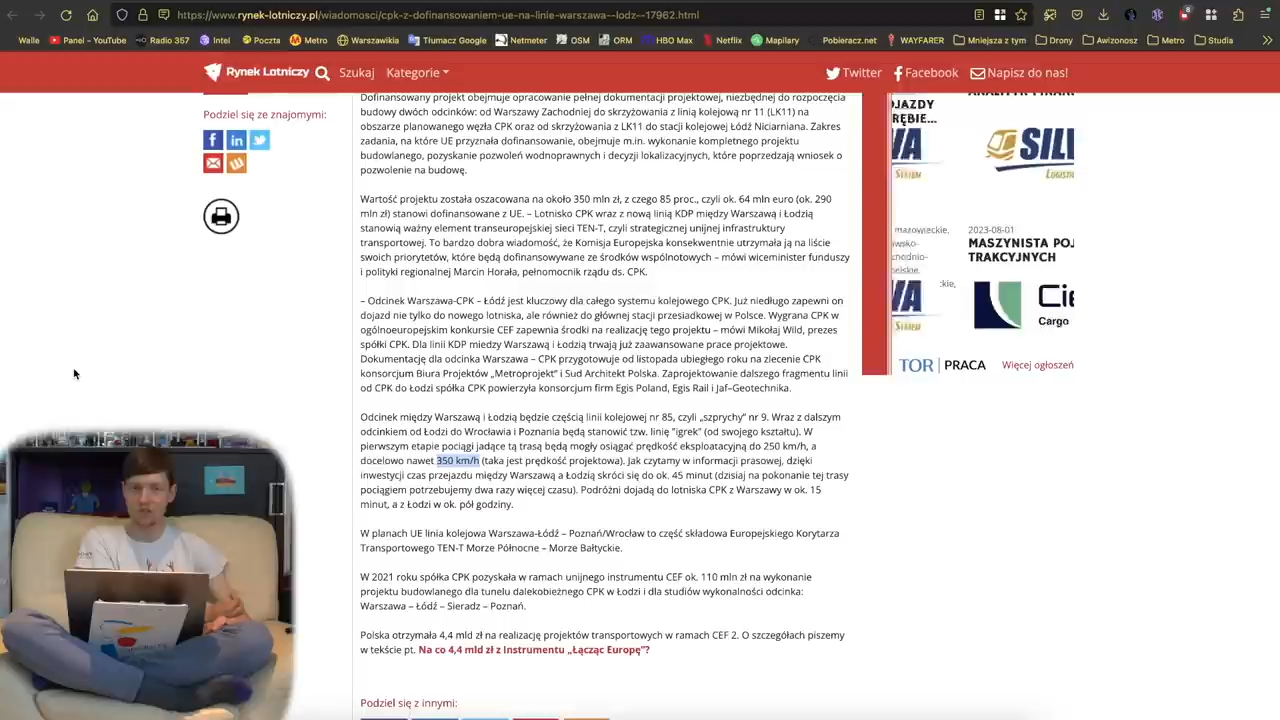 https://www.rynek-lotniczy.pl/wiadomosci/cpk-z-dofinansowaniem-ue-na-linie-warszawa--łodz--17962.html
Walle
Panel – YouTube
Radio 357
Intel
Poczta
Metro
Warszawikia
Tłumacz Google
Netmeter
OSM
ORM
HBO Max
Netflix
Mapilary
Pobieracz.net
WAYFARER
Mniejsza z tym
Drony
Awizonosz
Metro
Studia
Rynek Lotniczy
Szukaj
Kategorie
Twitter
Facebook
Napisz do nas!
Podziel się ze znajomymi:
Dofinansowany projekt obejmuje opracowanie pełnej dokumentacji projektowej, niezbędnej do rozpoczęcia
budowy dwóch odcinków: od Warszawy Zachodniej do skrzyżowania z linią kolejową nr 11 (LK11) na
obszarze planowanego węzła CPK oraz od skrzyżowania z LK11 do stacji kolejowej Łódź Niciarniana. Zakres
zadania, na które UE przyznała dofinansowanie, obejmuje m.in. wykonanie kompletnego projektu
budowlanego, pozyskanie pozwoleń wodnoprawnych i decyzji lokalizacyjnych, które poprzedzają wniosek o
pozwolenie na budowę.
Wartość projektu została oszacowana na około 350 mln zł, z czego 85 proc., czyli ok. 64 mln euro (ok. 290
mln zł) stanowi dofinansowane z UE. – Lotnisko CPK wraz z nową linią KDP między Warszawą i Łodzią
stanowią ważny element transeuropejskiej sieci TEN-T, czyli strategicznej unijnej infrastruktury
transportowej. To bardzo dobra wiadomość, że Komisja Europejska konsekwentnie utrzymała ją na liście
swoich priorytetów, które będą dofinansowywane ze środków wspólnotowych – mówi wiceminister funduszy
i polityki regionalnej Marcin Horała, pełnomocnik rządu ds. CPK.
– Odcinek Warszawa-CPK – Łódź jest kluczowy dla całego systemu kolejowego CPK. Już niedługo zapewni on
dojazd nie tylko do nowego lotniska, ale również do głównej stacji przesiadkowej w Polsce. Wygrana CPK w
ogólnoeuropejskim konkursie CEF zapewnia środki na realizację tego projektu – mówi Mikołaj Wild, prezes
spółki CPK. Dla linii KDP miedzy Warszawą i Łodzią trwają już zaawansowane prace projektowe.
Dokumentację dla odcinka Warszawa – CPK przygotowuje od listopada ubiegłego roku na zlecenie CPK
konsorcjum Biura Projektów „Metroprojekt” i Sud Architekt Polska. Zaprojektowanie dalszego fragmentu linii
od CPK do Łodzi spółka CPK powierzyła konsorcjum firm Egis Poland, Egis Rail i Jaf–Geotechnika.
Odcinek między Warszawą i Łodzią będzie częścią linii kolejowej nr 85, czyli „szprychy” nr 9. Wraz z dalszym
odcinkiem od Łodzi do Wrocławia i Poznania będą stanowić tzw. linię "igrek" (od swojego kształtu). W
pierwszym etapie pociągi jadące tą trasą będą mogły osiągać prędkość eksploatacyjną do 250 km/h, a
docelowo nawet 350 km/h (taka jest prędkość projektowa). Jak czytamy w informacji prasowej, dzięki
inwestycji czas przejazdu między Warszawą a Łodzią skróci się do ok. 45 minut (dzisiaj na pokonanie tej trasy
pociągiem potrzebujemy dwa razy więcej czasu). Podróżni dojadą do lotniska CPK z Warszawy w ok. 15
minut, a z Łodzi w ok. pół godziny.
W planach UE linia kolejowa Warszawa-Łódź – Poznań/Wrocław to część składowa Europejskiego Korytarza
Transportowego TEN-T Morze Północne – Morze Bałtyckie.
W 2021 roku spółka CPK pozyskała w ramach unijnego instrumentu CEF ok. 110 mln zł na wykonanie
projektu budowlanego dla tunelu dalekobieżnego CPK w Łodzi i dla studiów wykonalności odcinka:
Warszawa – Łódź – Sieradz – Poznań.
Polska otrzymała 4,4 mld zł na realizację projektów transportowych w ramach CEF 2. O szczegółach piszemy
w tekście pt. Na co 4,4 mld zł z Instrumentu „Łącząc Europę”?
Podziel się z innymi:
SIL
LOGIST
2023-08-01
MASZYNISTA POJ
TRAKCYJNYCH
Cie
Cargo
TOR PRACA
Więcej ogłoszeń